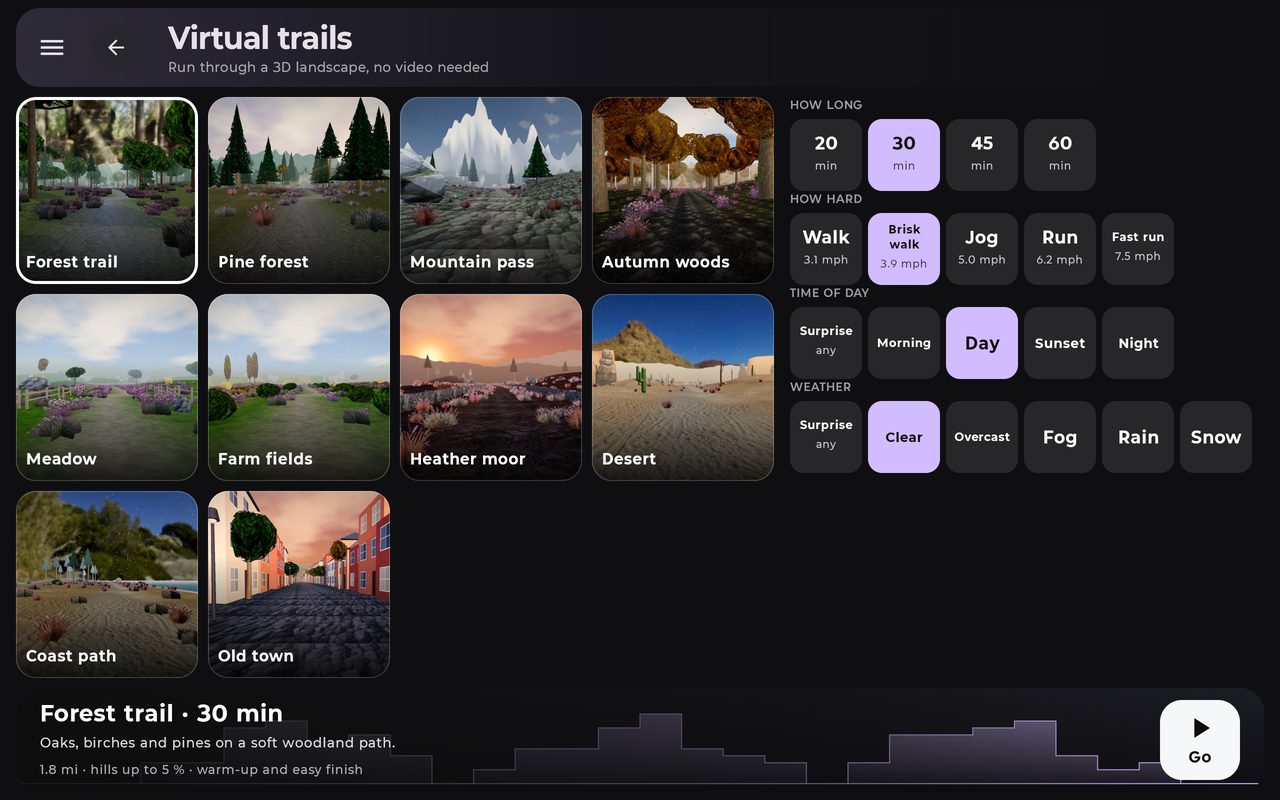 Virtual trails
Run through a 3D landscape, no video needed
Forest trail
Pine forest
Mountain pass
Autumn woods
Meadow
Farm fields
Heather moor
Desert
Coast path
Old town
HOW LONG
20 min
30 min
45 min
60 min
HOW HARD
Walk 3.1 mph
Brisk walk 3.9 mph
Jog 5.0 mph
Run 6.2 mph
Fast run 7.5 mph
TIME OF DAY
Surprise any
Morning
Day
Sunset
Night
WEATHER
Surprise any
Clear
Overcast
Fog
Rain
Snow
Forest trail · 30 min
Oaks, birches and pines on a soft woodland path.
1.8 mi · hills up to 5 % · warm-up and easy finish
Go